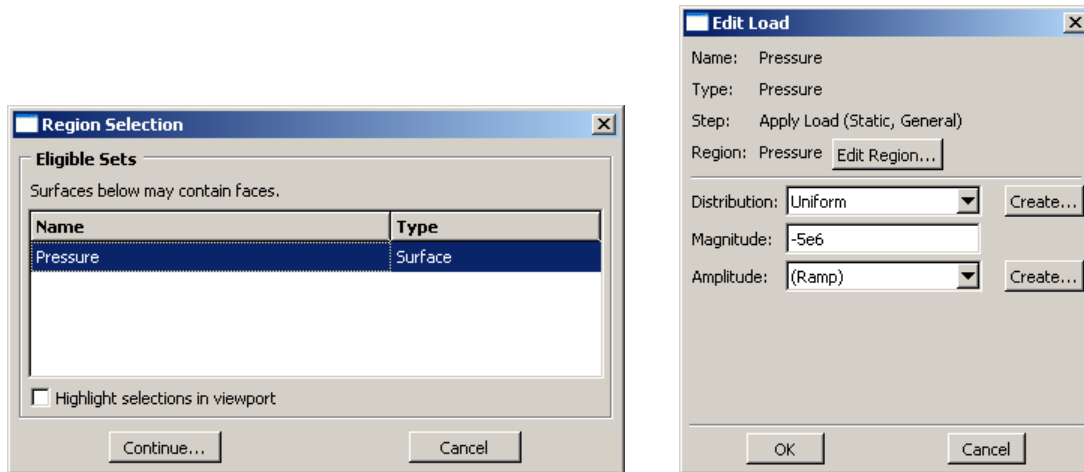 Region Selection
Eligible Sets
Surfaces below may contain faces.
Name Type
Pressure Surface
Highlight selections in viewport
Continue... Cancel
Edit Load
Name: Pressure
Type: Pressure
Step: Apply Load (Static, General)
Region: Pressure Edit Region...
Distribution: Uniform Create...
Magnitude: -5e6
Amplitude: (Ramp) Create...
OK Cancel